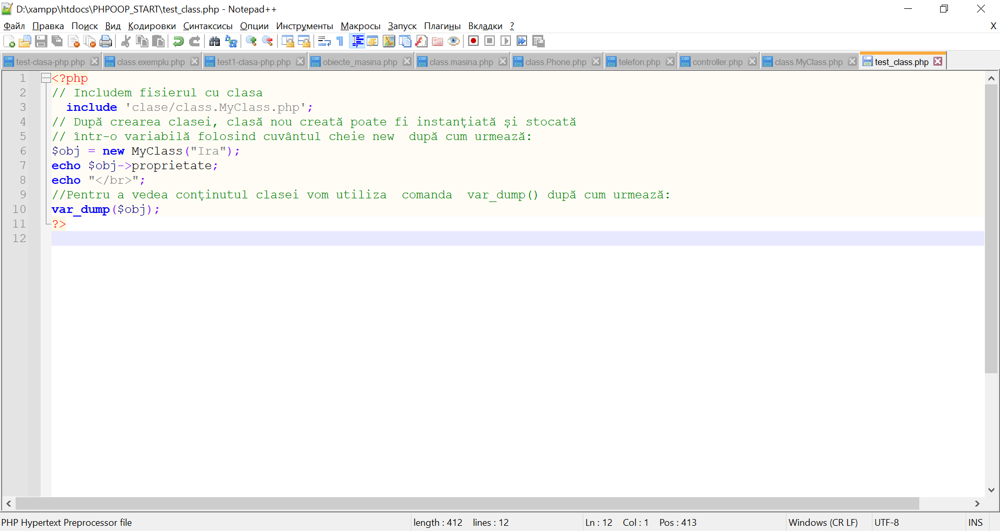 D:\xampp\htdocs\PHPOOP_START\test_class.php - Notepad++
Файл Правка Поиск Вид Кодировки Синтаксисы Опции Инструменты Макросы Запуск Плагины Вкладки ? X
test-clasa-php.php class.exemplu.php test1-clasa-php.php obiecte_masina.php class.masina.php class.Phone.php telefon.php controller.php class.MyClass.php test_class.php
1 <?php
2 // Includem fisierul cu clasa
3 include 'clase/class.MyClass.php';
4 // După crearea clasei, clasă nou creată poate fi instanțiată și stocată
5 // într-o variabilă folosind cuvântul cheie new  după cum urmează:
6 $obj = new MyClass("Ira");
7 echo $obj->proprietate;
8 echo "</br>";
9 //Pentru a vedea conținutul clasei vom utiliza  comanda  var_dump() după cum urmează:
10 var_dump($obj);
11 ?>
12
PHP Hypertext Preprocessor file length : 412 lines : 12 Ln : 12 Col : 1 Pos : 413 Windows (CR LF) UTF-8 INS